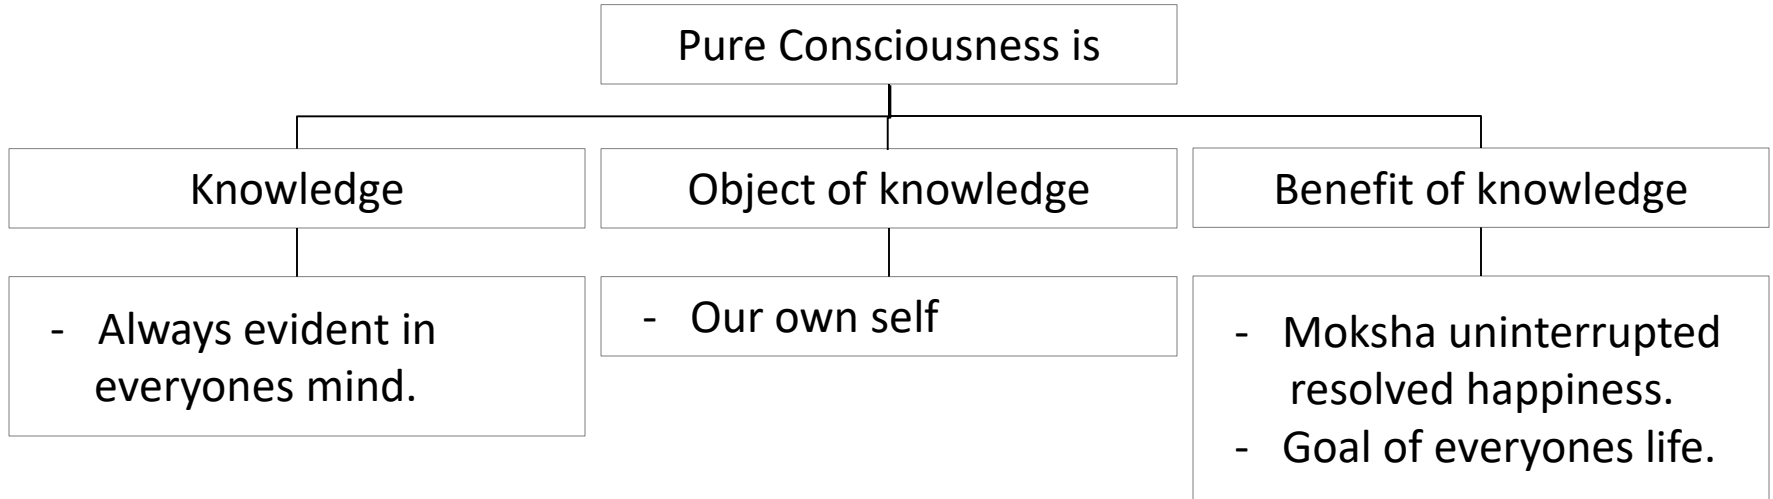 Pure Consciousness is
Knowledge
Object of knowledge
Benefit of knowledge
- Always evident in
everyones mind.
- Our own self
- Moksha uninterrupted
resolved happiness.
- Goal of everyones life.